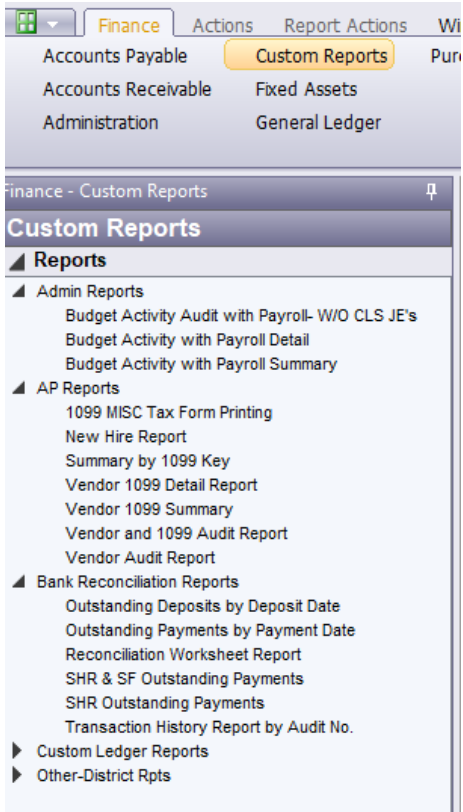 Finance Actions Report Actions Wi
Accounts Payable Custom Reports Pur
Accounts Receivable Fixed Assets
Administration General Ledger
Finance - Custom Reports
Custom Reports
Reports
Admin Reports
Budget Activity Audit with Payroll- W/O CLS JE's
Budget Activity with Payroll Detail
Budget Activity with Payroll Summary
AP Reports
1099 MISC Tax Form Printing
New Hire Report
Summary by 1099 Key
Vendor 1099 Detail Report
Vendor 1099 Summary
Vendor and 1099 Audit Report
Vendor Audit Report
Bank Reconciliation Reports
Outstanding Deposits by Deposit Date
Outstanding Payments by Payment Date
Reconciliation Worksheet Report
SHR & SF Outstanding Payments
SHR Outstanding Payments
Transaction History Report by Audit No.
Custom Ledger Reports
Other-District Rpts